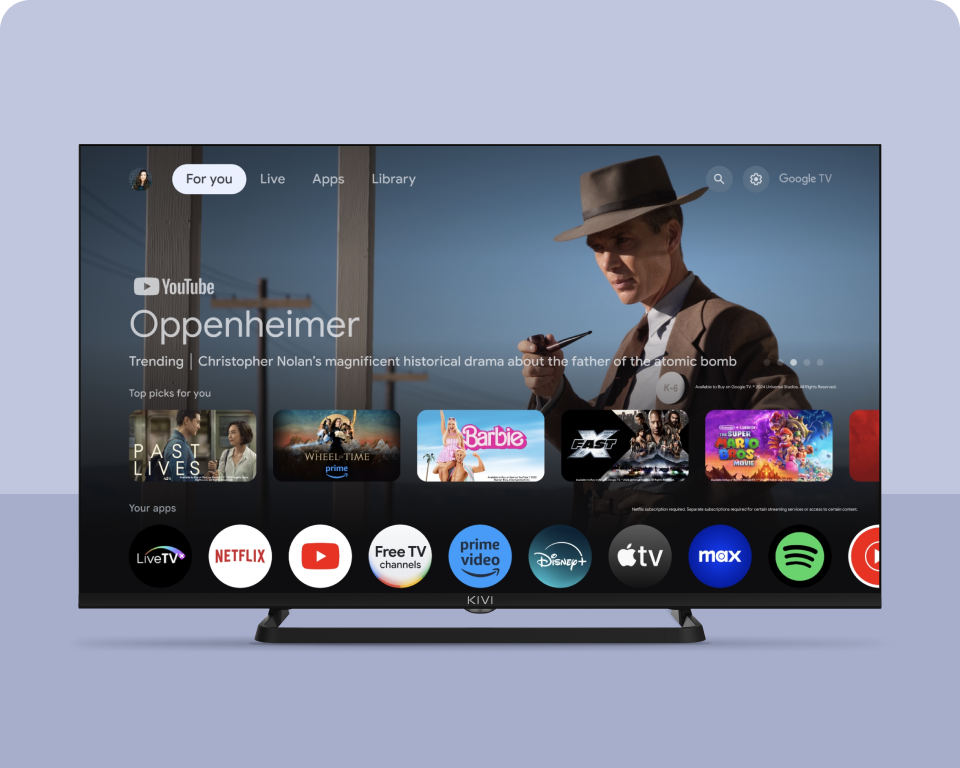 For you
Live
Apps
Library
Google TV
YouTube
Oppenheimer
Trending | Christopher Nolan's magnificent historical drama about the father of the atomic bomb
K-6
Available to Buy on Google TV. © 2024 Universal Studios. All Rights Reserved.
Top picks for you
PAST LIVES
THE WHEEL OF TIME
prime
Barbie
FAST X
Nintendo
THE SUPER MARIO BROS. MOVIE
Your apps
Netflix subscription required. Separate subscriptions required for certain streaming services or access to certain content.
LiveTV
NETFLIX
Free TV channels
prime video
Disney+
tv
max
KIVI